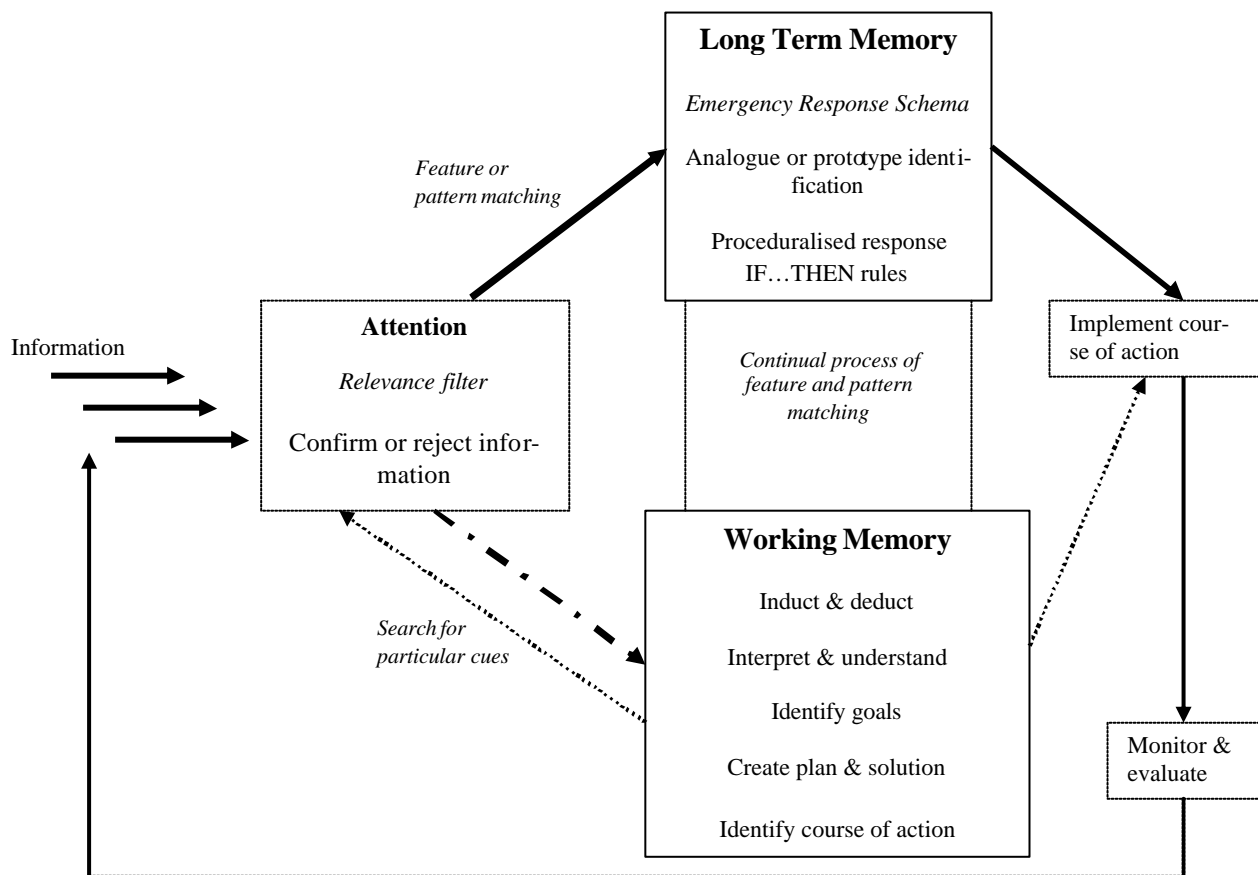 Long Term Memory
Emergency Response Schema
Analogue or prototype identi-
fication
Proceduralised response
IF…THEN rules
Feature or
pattern matching
Information
Attention
Relevance filter
Confirm or reject infor-
mation
Continual process of
feature and pattern
matching
Implement cour-
se of action
Working Memory
Induct & deduct
Interpret & understand
Identify goals
Create plan & solution
Identify course of action
Search for
particular cues
Monitor &
evaluate